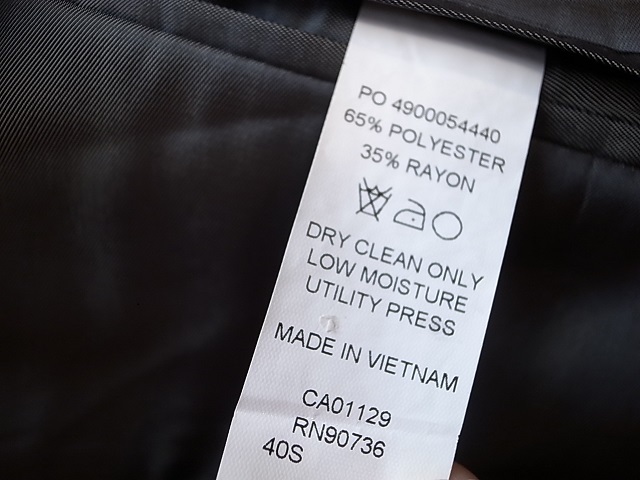 PO 4900054440
65% POLYESTER
35% RAYON
DRY CLEAN ONLY
LOW MOISTURE
UTILITY PRESS
MADE IN VIETNAM
CA01129
RN90736
40S